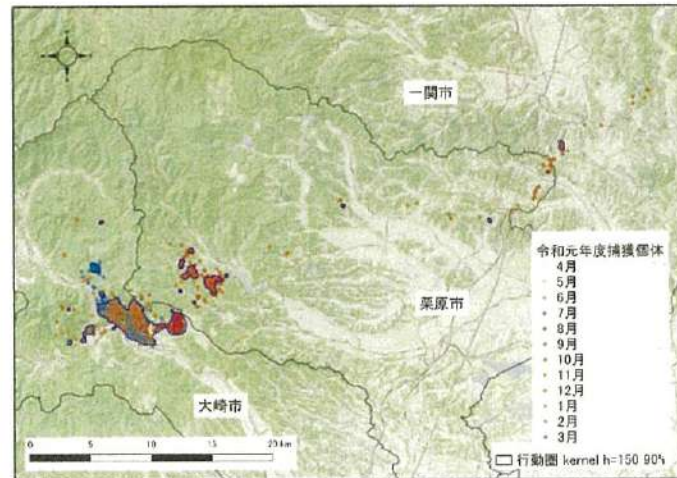 一関市
令和元年度捕獲個体
4月
5月
6月
7月
8月
9月
10月
11月
12月
1月
2月
3月
行動圏 kernel h=150 90%
栗原市
大崎市
0 5 10 20 km